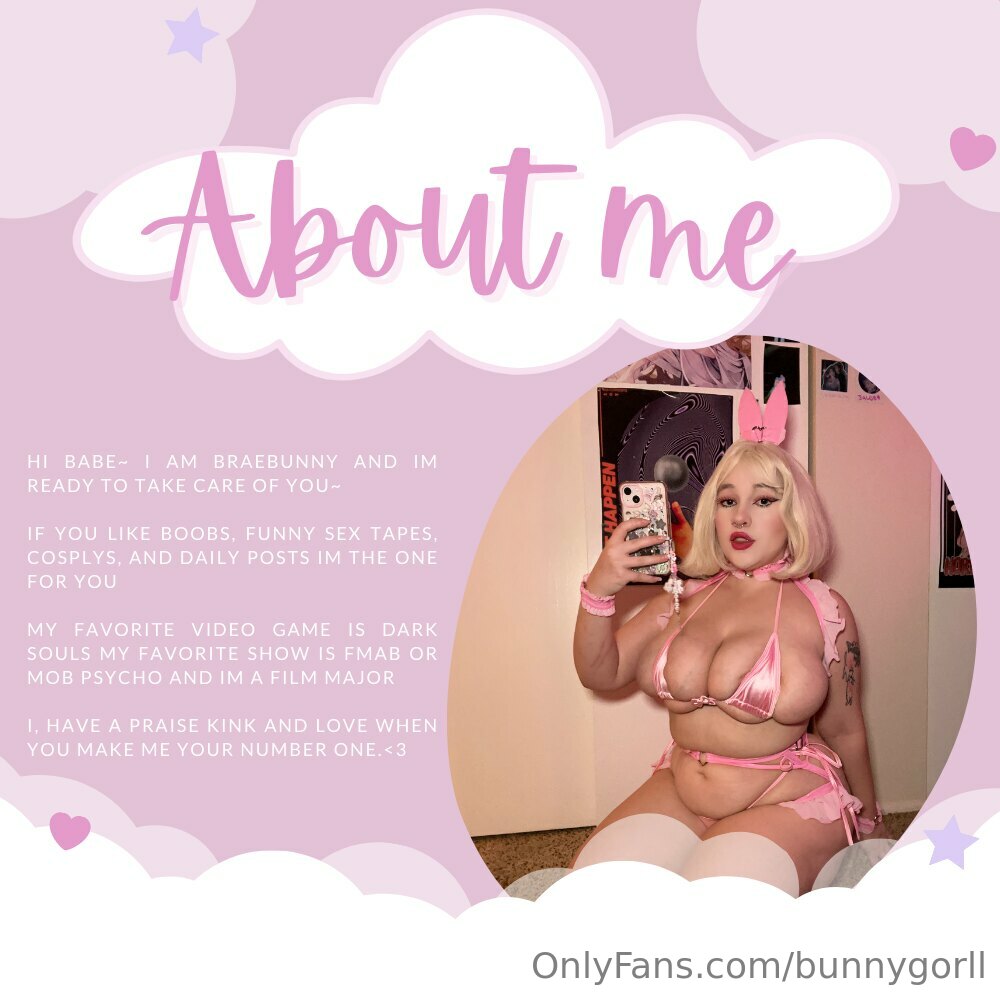 About me
HI BABE~ I AM BRAEBUNNY AND IM
READY TO TAKE CARE OF YOU~
IF YOU LIKE BOOBS, FUNNY SEX TAPES,
COSPLYS, AND DAILY POSTS IM THE ONE
FOR YOU
MY FAVORITE VIDEO GAME IS DARK
SOULS MY FAVORITE SHOW IS FMAB OR
MOB PSYCHO AND IM A FILM MAJOR
I, HAVE A PRAISE KINK AND LOVE WHEN
YOU MAKE ME YOUR NUMBER ONE.<3
HAPPEN
OnlyFans.com/bunnygorll